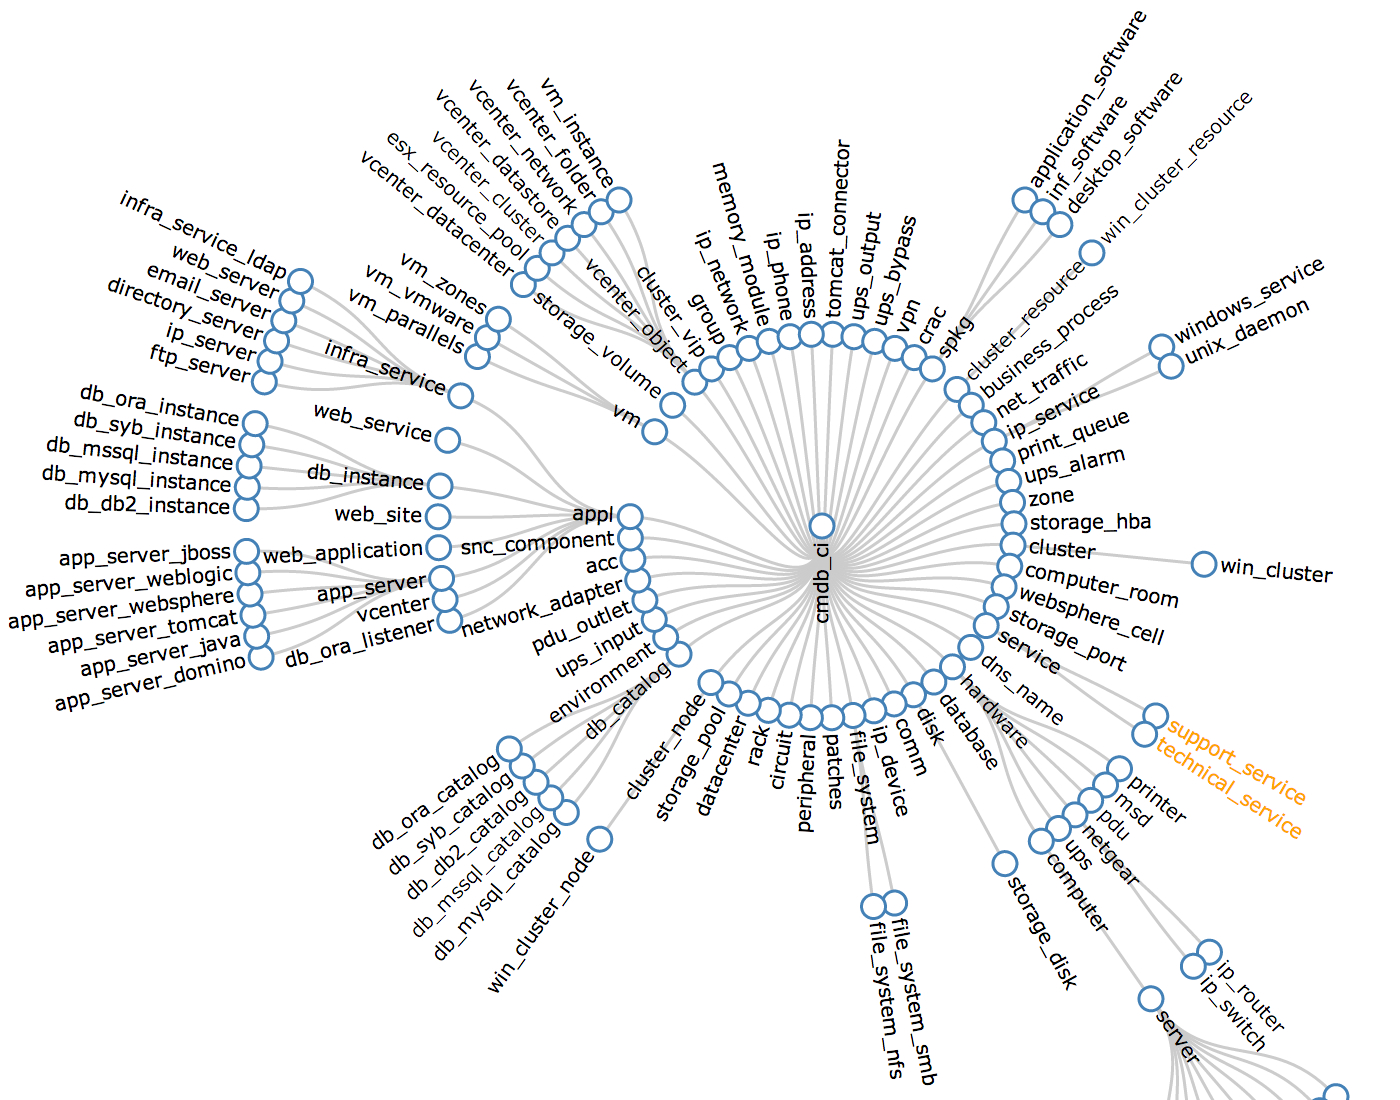 cmdb_ci
application_software
inf_software
desktop_software
win_cluster_resource
windows_service
unix_daemon
win_cluster
support_service
technical_service
printer
msd
pdu
netgear
ups
computer
ip_router
ip_switch
server
storage_disk
file_system_smb
file_system_nfs
win_cluster_node
db_mysql_catalog
db_mssql_catalog
db_db2_catalog
db_syb_catalog
db_ora_catalog
app_server_domino
app_server_java
app_server_tomcat
app_server_websphere
app_server_weblogic
app_server_jboss
db_db2_instance
db_mysql_instance
db_mssql_instance
db_syb_instance
db_ora_instance
ftp_server
ip_server
directory_server
email_server
web_server
infra_service_ldap
infra_service
web_service
db_instance
web_site
web_application
app_server
vcenter
db_ora_listener
vm_parallels
vm_vmware
vm_zones
vcenter_datacenter
esx_resource_pool
vcenter_cluster
vcenter_datastore
vcenter_network
vcenter_folder
vm_instance
appl
snc_component
acc
network_adapter
pdu_outlet
ups_input
environment
db_catalog
cluster_node
storage_pool
datacenter
rack
circuit
peripheral
patches
file_system
ip_device
comm
disk
database
hardware
dns_name
service
storage_port
websphere_cell
computer_room
cluster
storage_hba
zone
ups_alarm
print_queue
ip_service
net_traffic
business_process
cluster_resource
spkg
crac
vpn
ups_bypass
ups_output
tomcat_connector
ip_address
ip_phone
memory_module
ip_network
group
cluster_vip
vcenter_object
storage_volume
vm